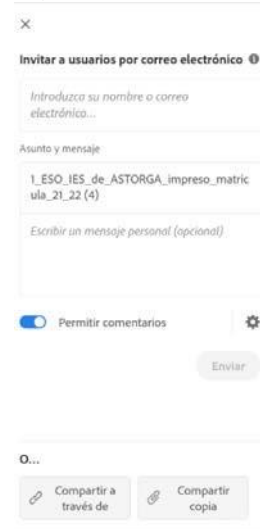 Invitar a usuarios por correo electrónico
Introduzca su nombre o correo
electrónico...
Asunto y mensaje
1_ESO_IES_de_ASTORGA_impreso_matric
ula_21_22 (4)
Escribir un mensaje personal (opcional)
Permitir comentarios
Enviar
O...
Compartir a
través de
Compartir
copia